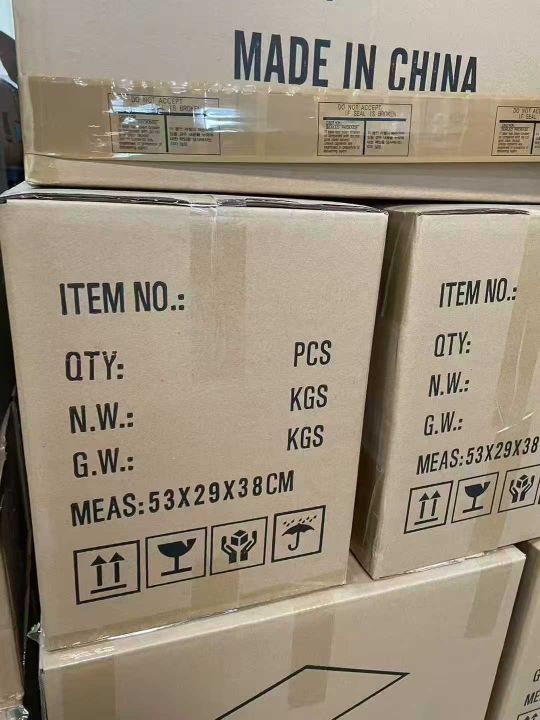 MADE IN CHINA
DO NOT ACCEPT
IF SEAL IS BROKEN
DO NOT ACCEPT
IF SEAL IS BROKEN
DO NOT
IF SEAL
ITEM NO.:
QTY: PCS
N.W.: KGS
G.W.: KGS
MEAS:53X29X38CM
ITEM NO.:
QTY:
N.W.:
G.W.:
MEAS:53X29X38
G
ME